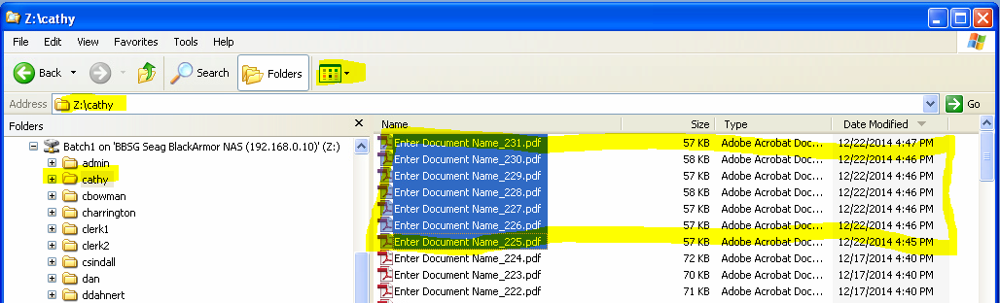 Z:\cathy
File Edit View Favorites Tools Help
Back Search Folders
Address Z:\cathy Go
Folders
Batch1 on 'BBSG Seag BlackArmor NAS (192.168.0.10)' (Z:)
admin
cathy
cbowman
charrington
clerk1
clerk2
csindall
dan
ddahnert
Name Size Type Date Modified
Enter Document Name_231.pdf 57 KB Adobe Acrobat Doc... 12/22/2014 4:47 PM
Enter Document Name_230.pdf 58 KB Adobe Acrobat Doc... 12/22/2014 4:46 PM
Enter Document Name_229.pdf 57 KB Adobe Acrobat Doc... 12/22/2014 4:46 PM
Enter Document Name_228.pdf 58 KB Adobe Acrobat Doc... 12/22/2014 4:46 PM
Enter Document Name_227.pdf 57 KB Adobe Acrobat Doc... 12/22/2014 4:46 PM
Enter Document Name_226.pdf 57 KB Adobe Acrobat Doc... 12/22/2014 4:46 PM
Enter Document Name_225.pdf 57 KB Adobe Acrobat Doc... 12/22/2014 4:45 PM
Enter Document Name_224.pdf 72 KB Adobe Acrobat Doc... 12/17/2014 4:40 PM
Enter Document Name_223.pdf 70 KB Adobe Acrobat Doc... 12/17/2014 4:40 PM
Enter Document Name_222.pdf 71 KB Adobe Acrobat Doc... 12/17/2014 4:40 PM